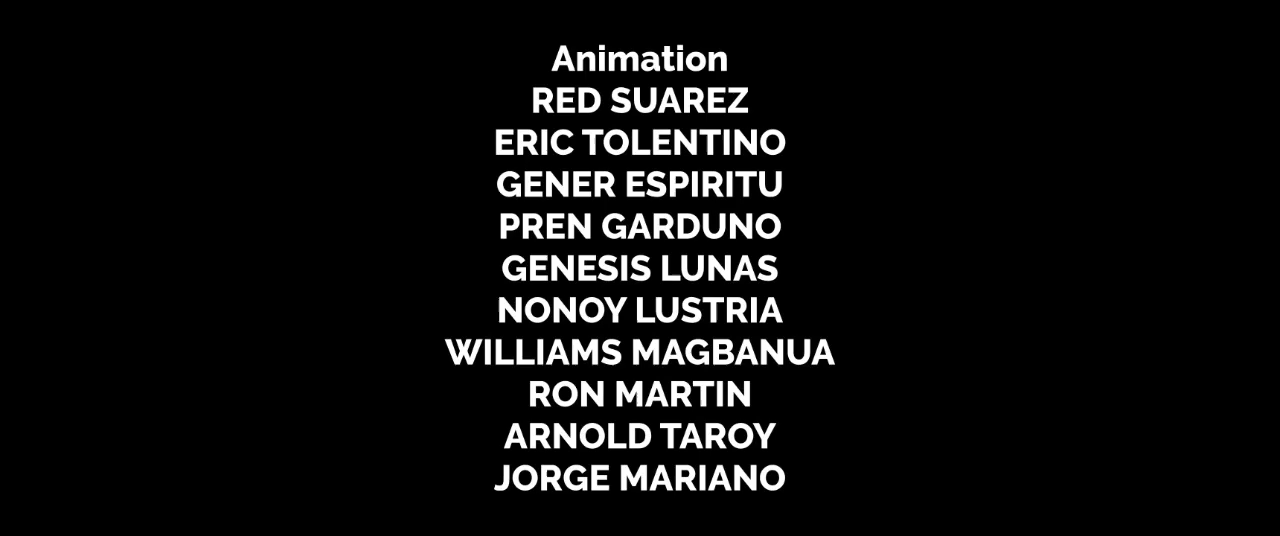 Animation
RED SUAREZ
ERIC TOLENTINO
GENER ESPIRITU
PREN GARDUNO
GENESIS LUNAS
NONOY LUSTRIA
WILLIAMS MAGBANUA
RON MARTIN
ARNOLD TAROY
JORGE MARIANO